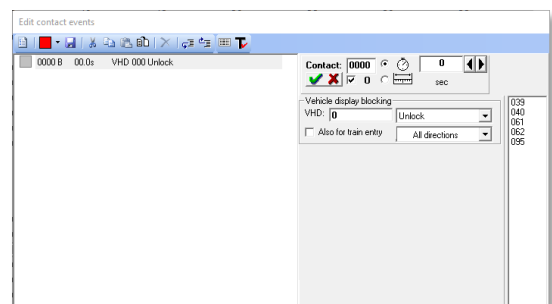 Edit contact events
0000 B 00.0s VHD 000 Unlock
Contact: 0000 0
0 sec
Vehicle display blocking
VHD: 0 Unlock
Also for train entry All directions
039
040
061
062
095